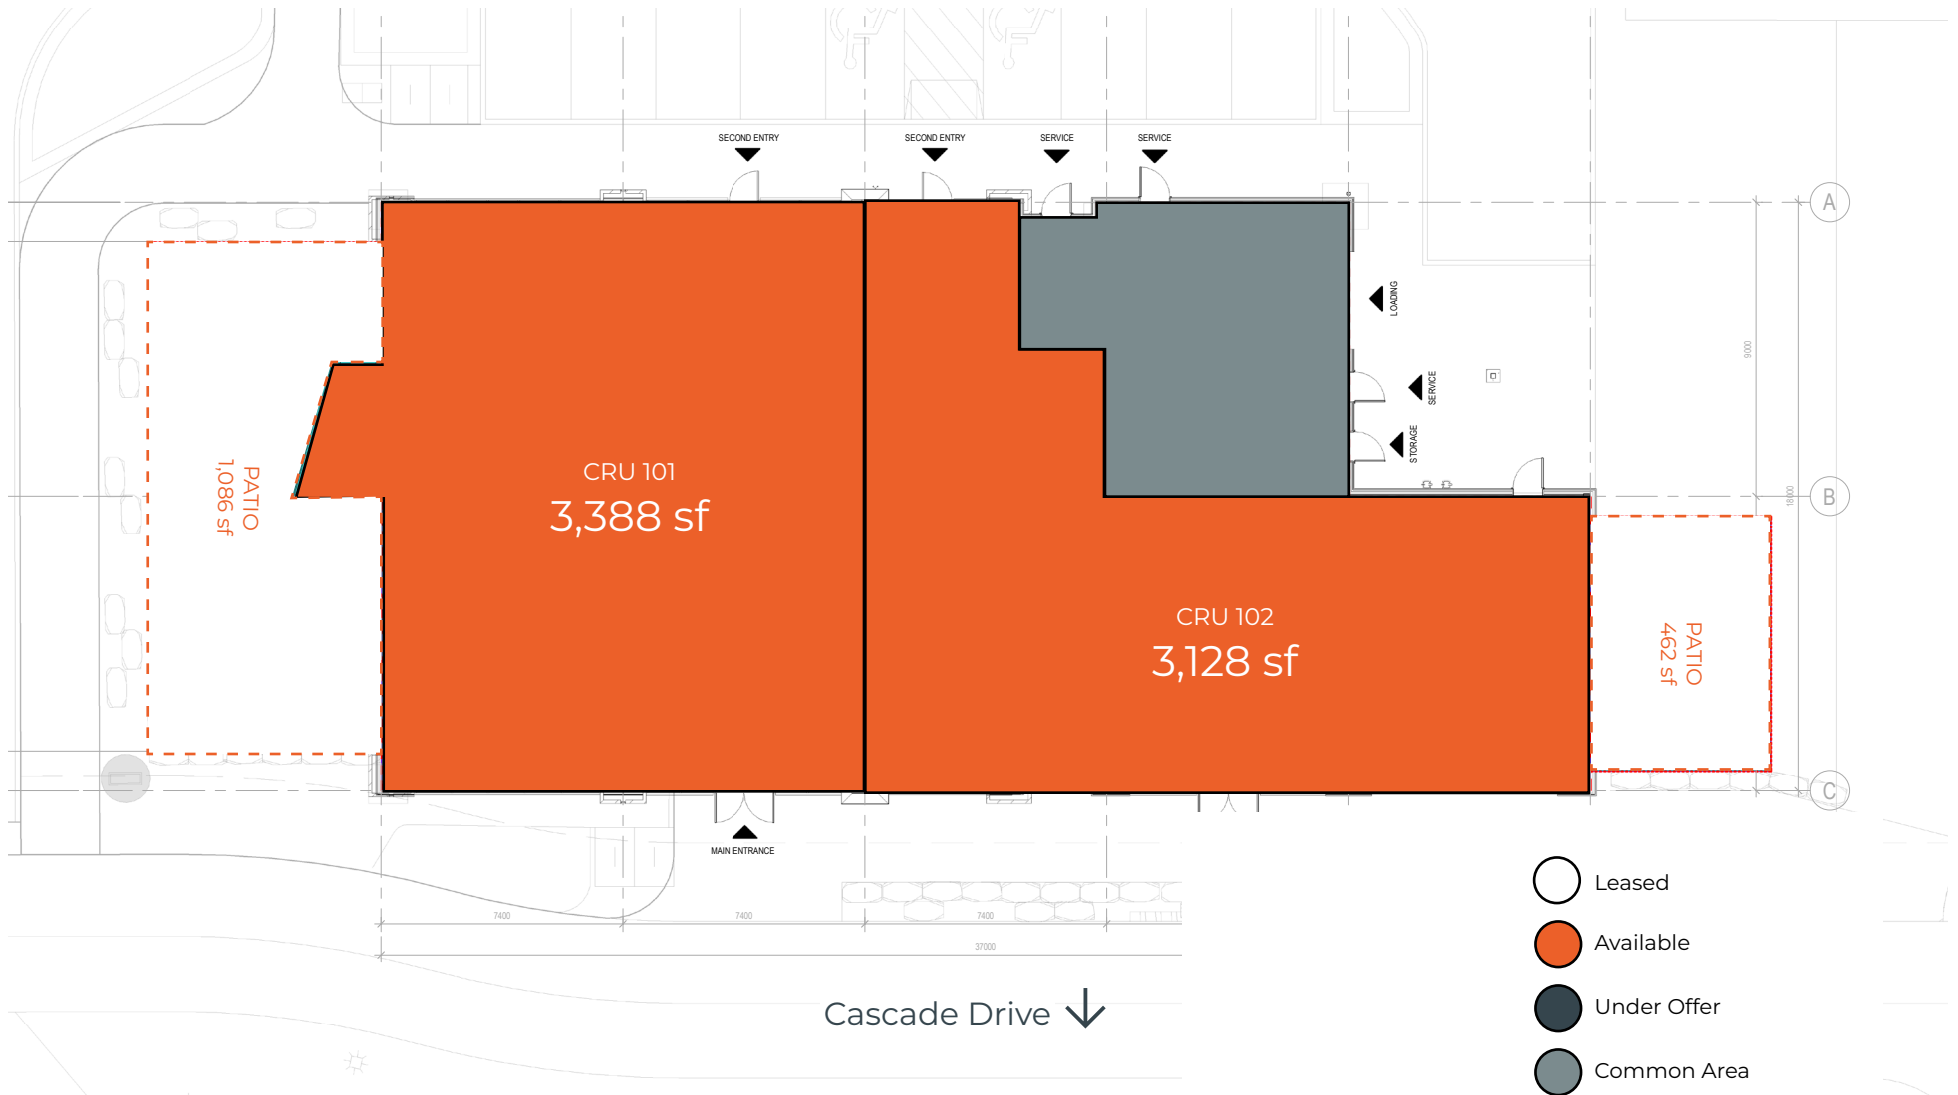 SECOND ENTRY
SECOND ENTRY
SERVICE
SERVICE
A
LOADING
9000
SERVICE
STORAGE
PATIO
1,086 sf
CRU 101
3,388 sf
B
18000
CRU 102
3,128 sf
PATIO
462 sf
C
MAIN ENTRANCE
7400
7400
7400
37000
Cascade Drive
Leased
Available
Under Offer
Common Area